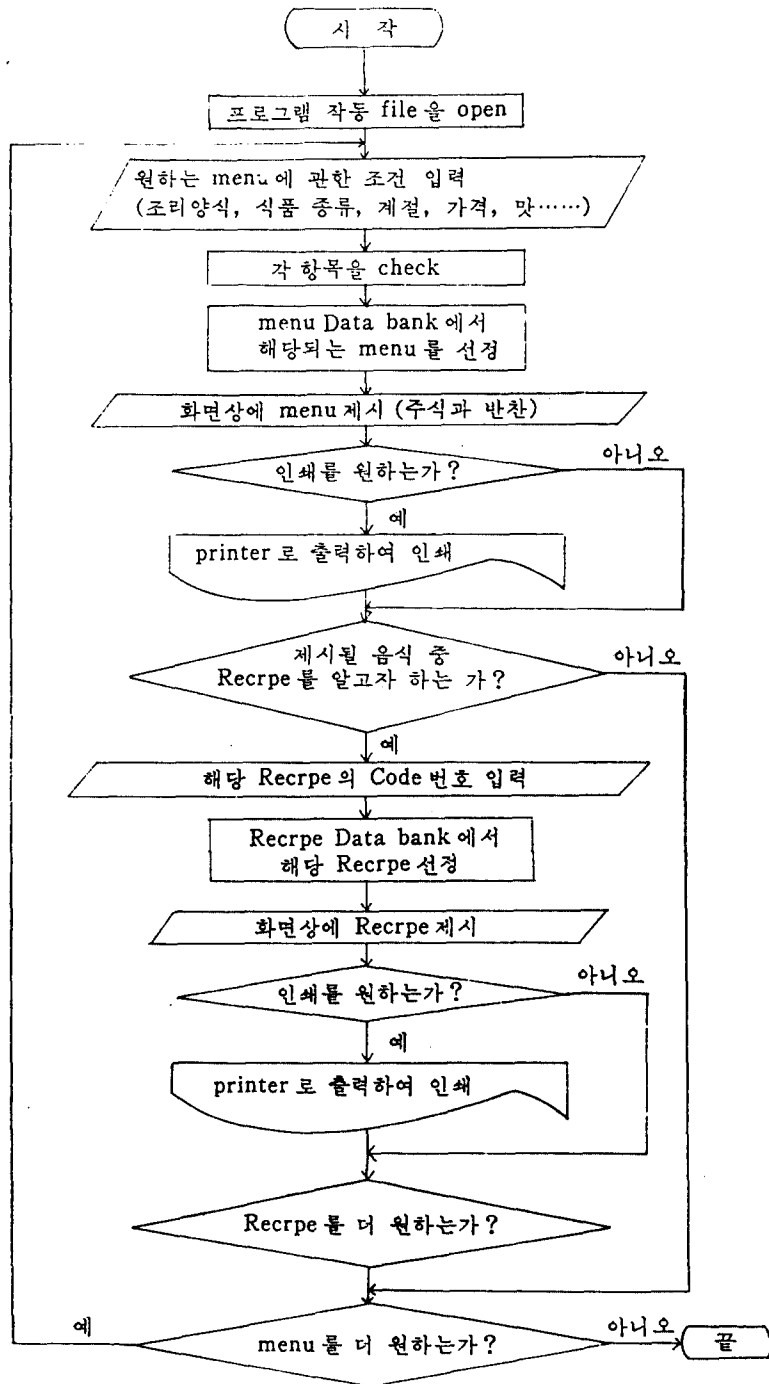 시 작
프로그램 작동 file을 open
원하는 menu에 관한 조건 입력
(조리양식, 식품 종류, 계절, 가격, 맛……)
각 항목을 check
menu Data bank에서
해당되는 menu를 선정
화면상에 menu 제시 (주식과 반찬)
인쇄를 원하는가?
아니오
예
printer로 출력하여 인쇄
제시될 음식 중
Recrpe를 알고자 하는 가?
아니오
예
해당 Recrpe의 Code 번호 입력
Recrpe Data bank에서
해당 Recrpe 선정
화면상에 Recrpe 제시
인쇄를 원하는가?
아니오
예
printer로 출력하여 인쇄
Recrpe를 더 원하는가?
예
menu를 더 원하는가?
아니오
끝